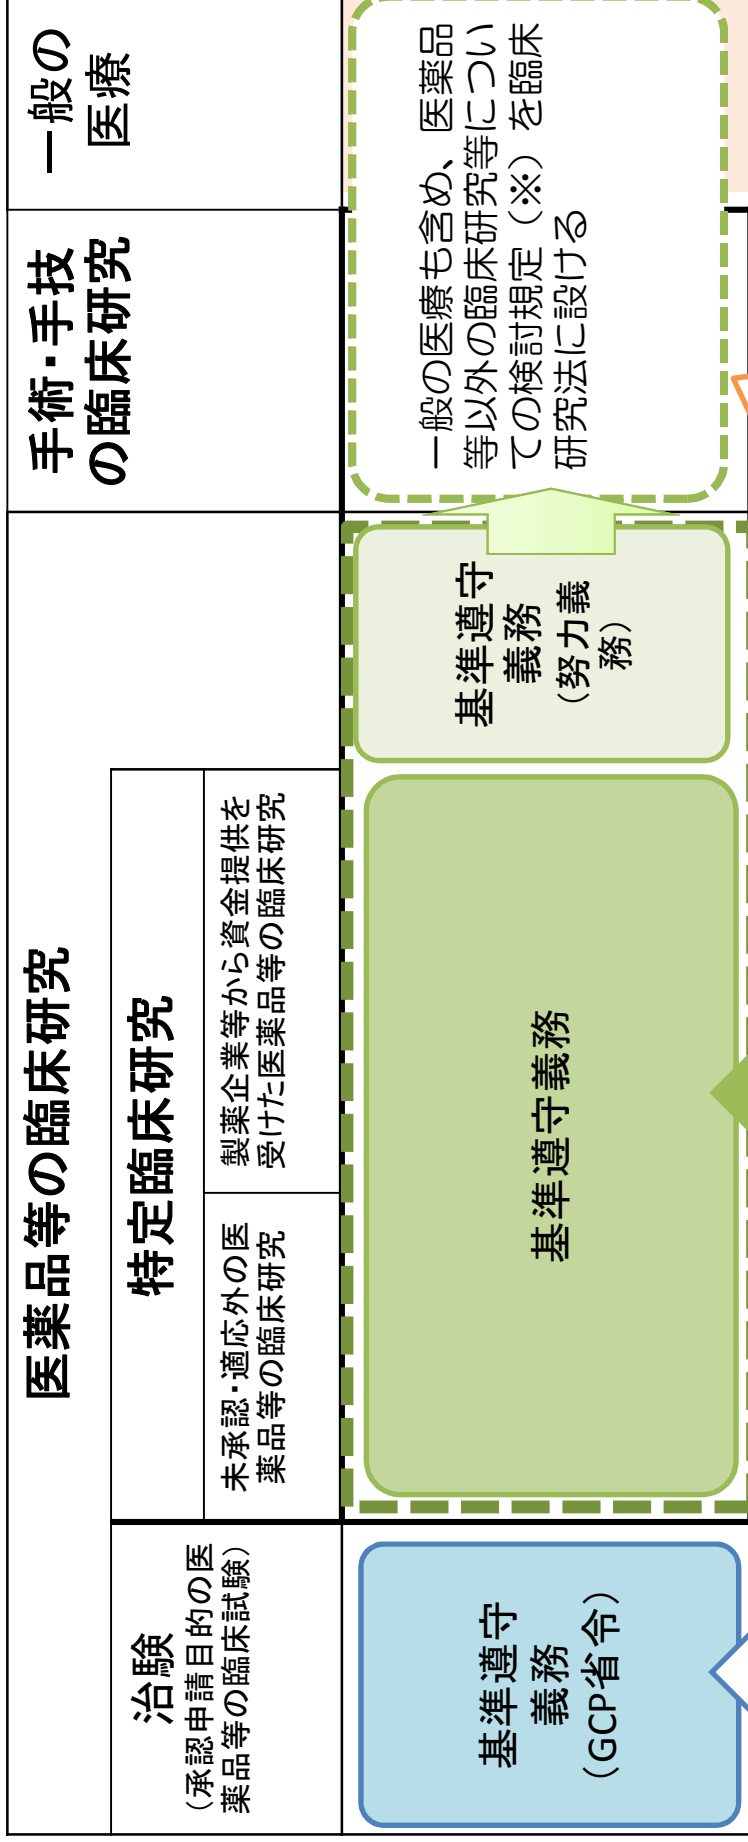 医薬品等の臨床研究
手術・手技
の臨床研究
一般の
医療
治験
（承認申請目的の医
薬品等の臨床試験）
特定臨床研究
未承認・適応外の医
薬品等の臨床研究
製薬企業等から資金提供を
受けた医薬品等の臨床研究
基準遵守
義務
（GCP省令）
基準遵守義務
基準遵守
義務
（努力義
務）
一般の医療も含め、医薬品
等以外の臨床研究等につい
ての検討規定（※）を臨床
研究法に設ける